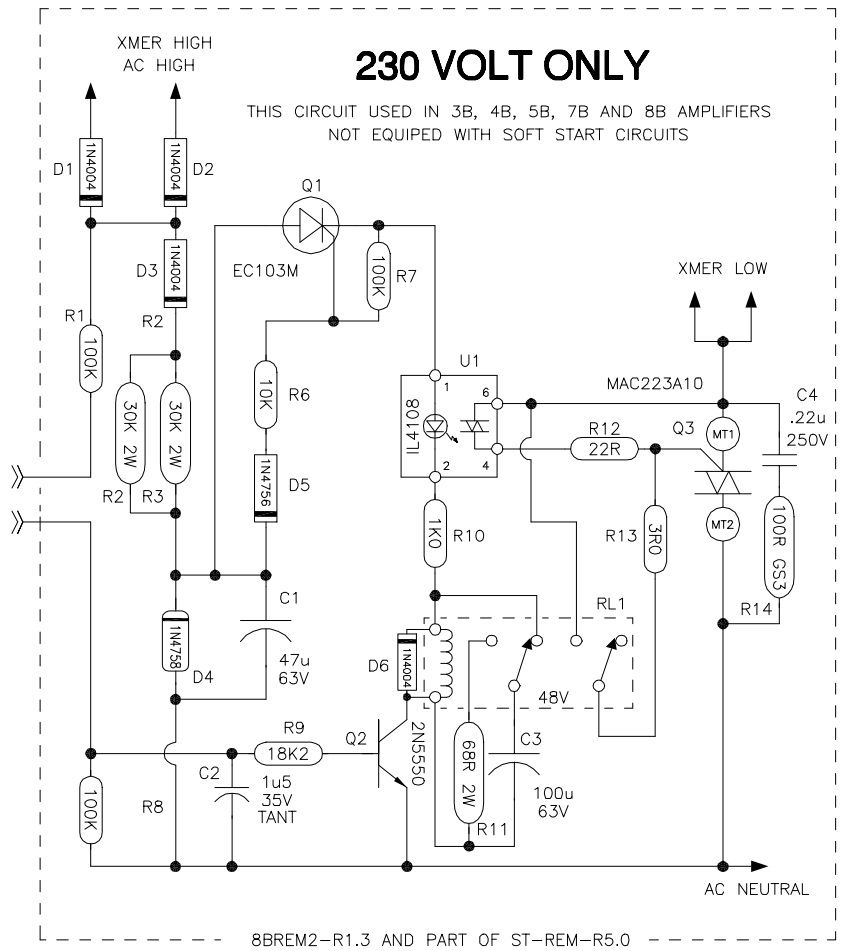 XMER HIGH
AC HIGH
230 VOLT ONLY
THIS CIRCUIT USED IN 3B, 4B, 5B, 7B AND 8B AMPLIFIERS
NOT EQUIPED WITH SOFT START CIRCUITS
D1
1N4004
1N4004
D2
Q1
EC103M
D3
1N4004
R2
100K
R7
XMER LOW
R1
100K
U1
10K
R6
1
6
IL4108
2
4
MAC223A10
C4
.22u
250V
Q3
MT1
R12
22R
30K 2W
30K 2W
R2
R3
1N4756
D5
1K0
R10
R13
3R0
MT2
100R GS3
R14
C1
47u
63V
1N4758
D4
RL1
D6
1N4004
48V
R9
18K2
Q2
2N5550
68R 2W
R11
C3
100u
63V
C2
1u5
35V
TANT
100K
R8
AC NEUTRAL
8BREM2-R1.3 AND PART OF ST-REM-R5.0